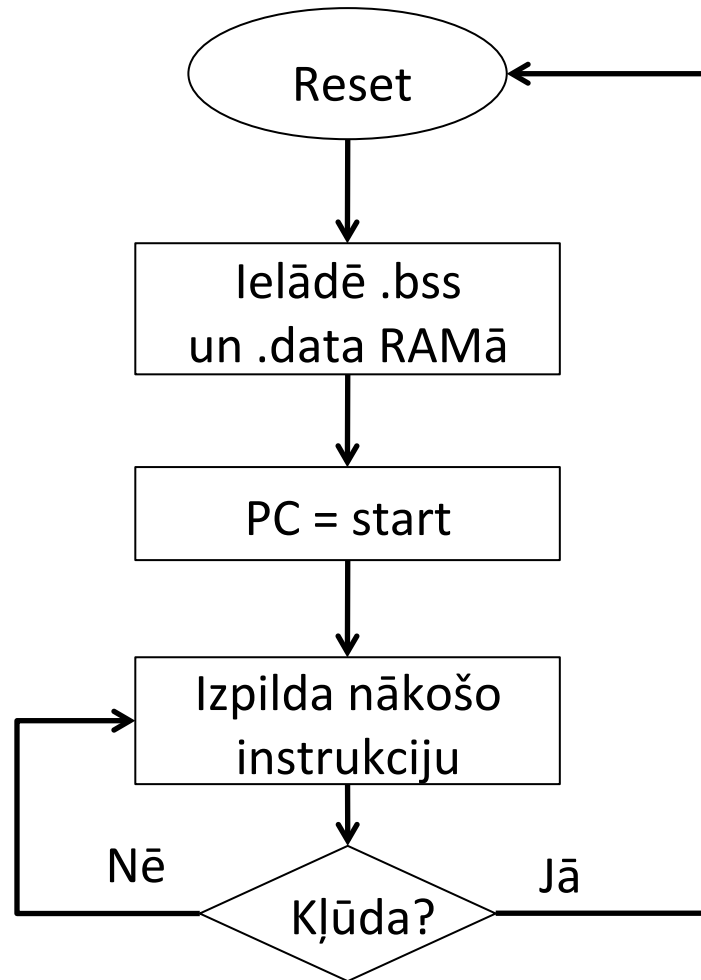 Reset
Ielādē .bss
un .data RAMā
PC = start
Izpilda nākošo
instrukciju
Nē
Jā
Kļūda?